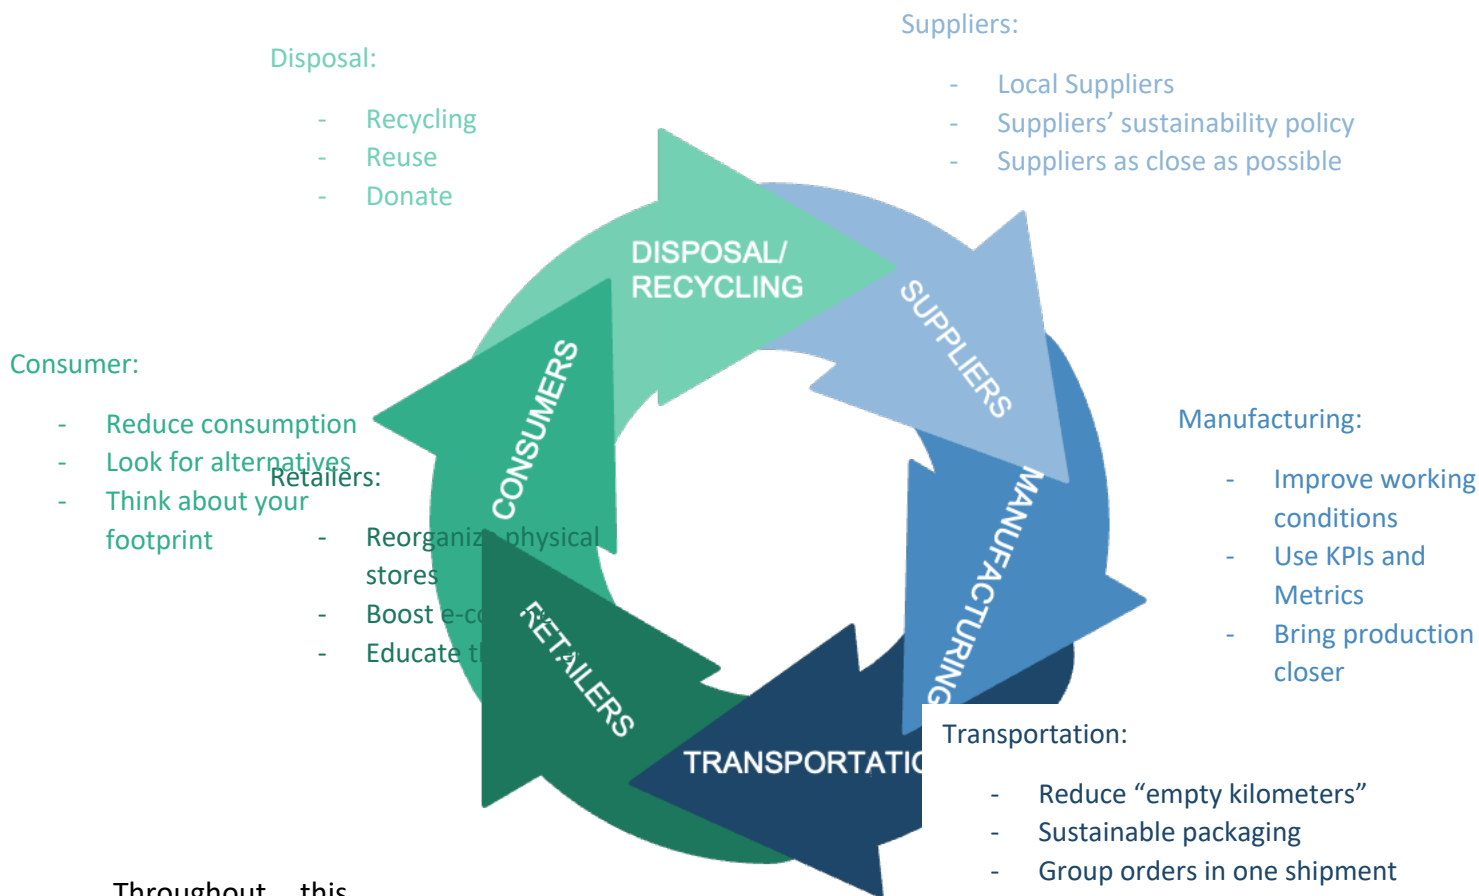 Suppliers:
- Local Suppliers
- Suppliers’ sustainability policy
- Suppliers as close as possible
Disposal:
- Recycling
- Reuse
- Donate
DISPOSAL/
RECYCLING
SUPPLIERS
Consumer:
- Reduce consumption
- Look for alternatives
- Think about your
footprint
CONSUMERS
Manufacturing:
- Improve working
conditions
- Use KPIs and
Metrics
- Bring production
closer
MANUFACTURING
Retailers:
- Reorganize physical
stores
- Boost
- Educate
RETAILERS
Transportation:
- Reduce “empty kilometers”
- Sustainable packaging
- Group orders in one shipment
Throughout this